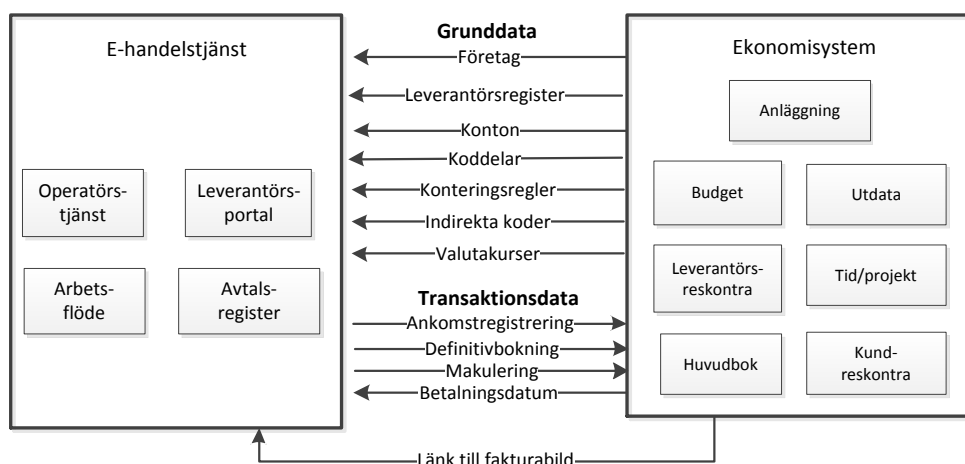 E-handelstjänst
Operatörs-
tjänst
Leverantörs-
portal
Arbets-
flöde
Avtals-
register
Grunddata
Företag
Leverantörsregister
Konton
Koddelar
Konteringsregler
Indirekta koder
Valutakurser
Transaktionsdata
Ankomstregistrering
Definitivbokning
Makulering
Betalningsdatum
Länk till fakturabild
Ekonomisystem
Anläggning
Budget
Utdata
Leverantörs-
reskontra
Tid/projekt
Huvudbok
Kund-
reskontra